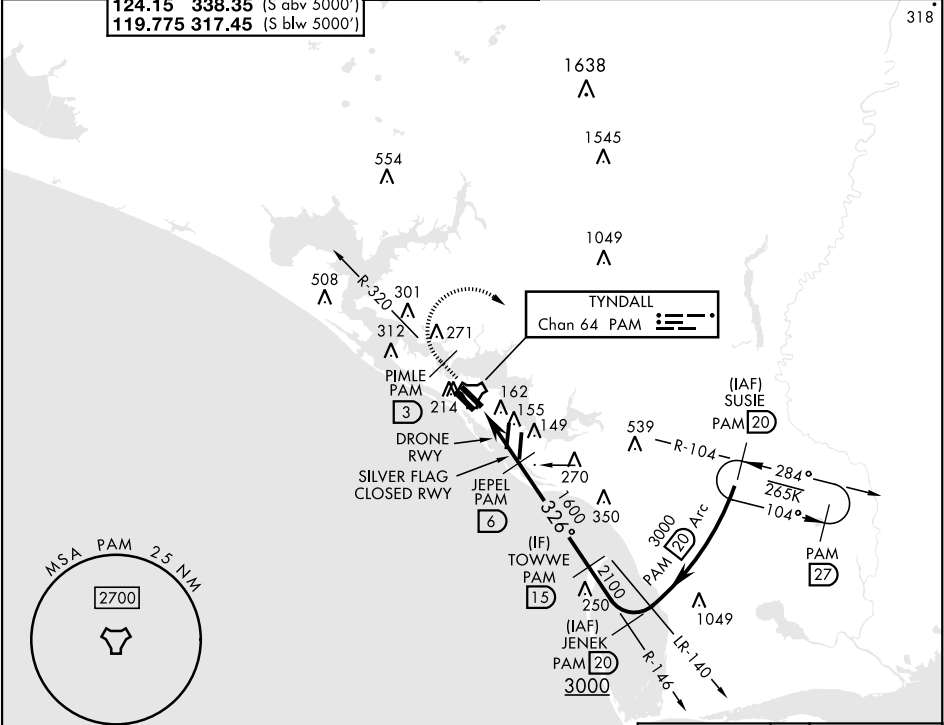 124.15 338.35 (S abv 5000')
119.775 317.45 (S blw 5000')
318
1638
1545
554
1049
508
R-320
301
TYNDALL
Chan 64 PAM
312
271
PIMLE
PAM
3
214
162
155
149
(IAF)
SUSIE
PAM 20
DRONE
RWY
539
R-104
284°
265K
104°
SILVER FLAG
CLOSED RWY
270
JEPEL
PAM
6
1600
326°
350
3000
PAM 20 Arc
PAM
27
(IF)
TOWWE
PAM
15
2100
250
1049
MSA PAM 25 NM
2700
(IAF)
JENEK
PAM 20
3000
R-146
LR-140